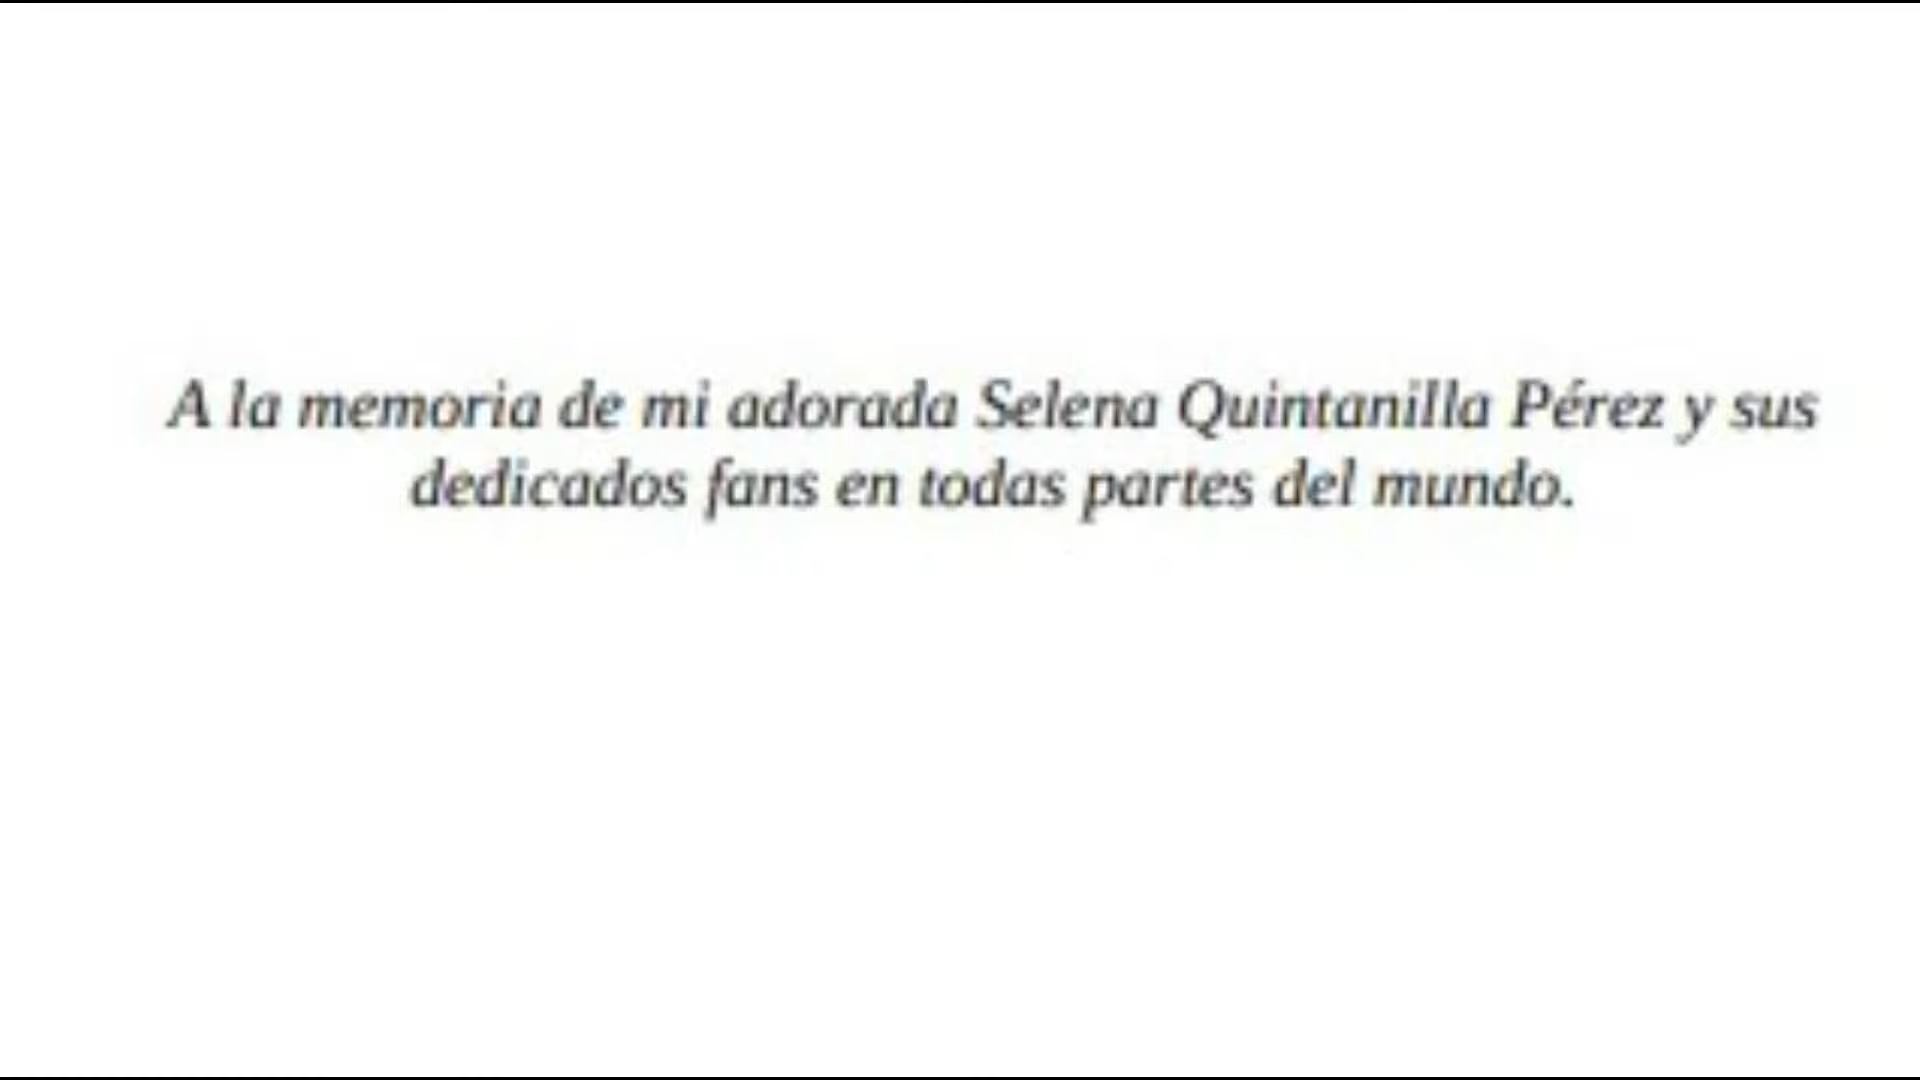 A la memoria de mi adorada Selena Quintanilla Pérez y sus
dedicados fans en todas partes del mundo.